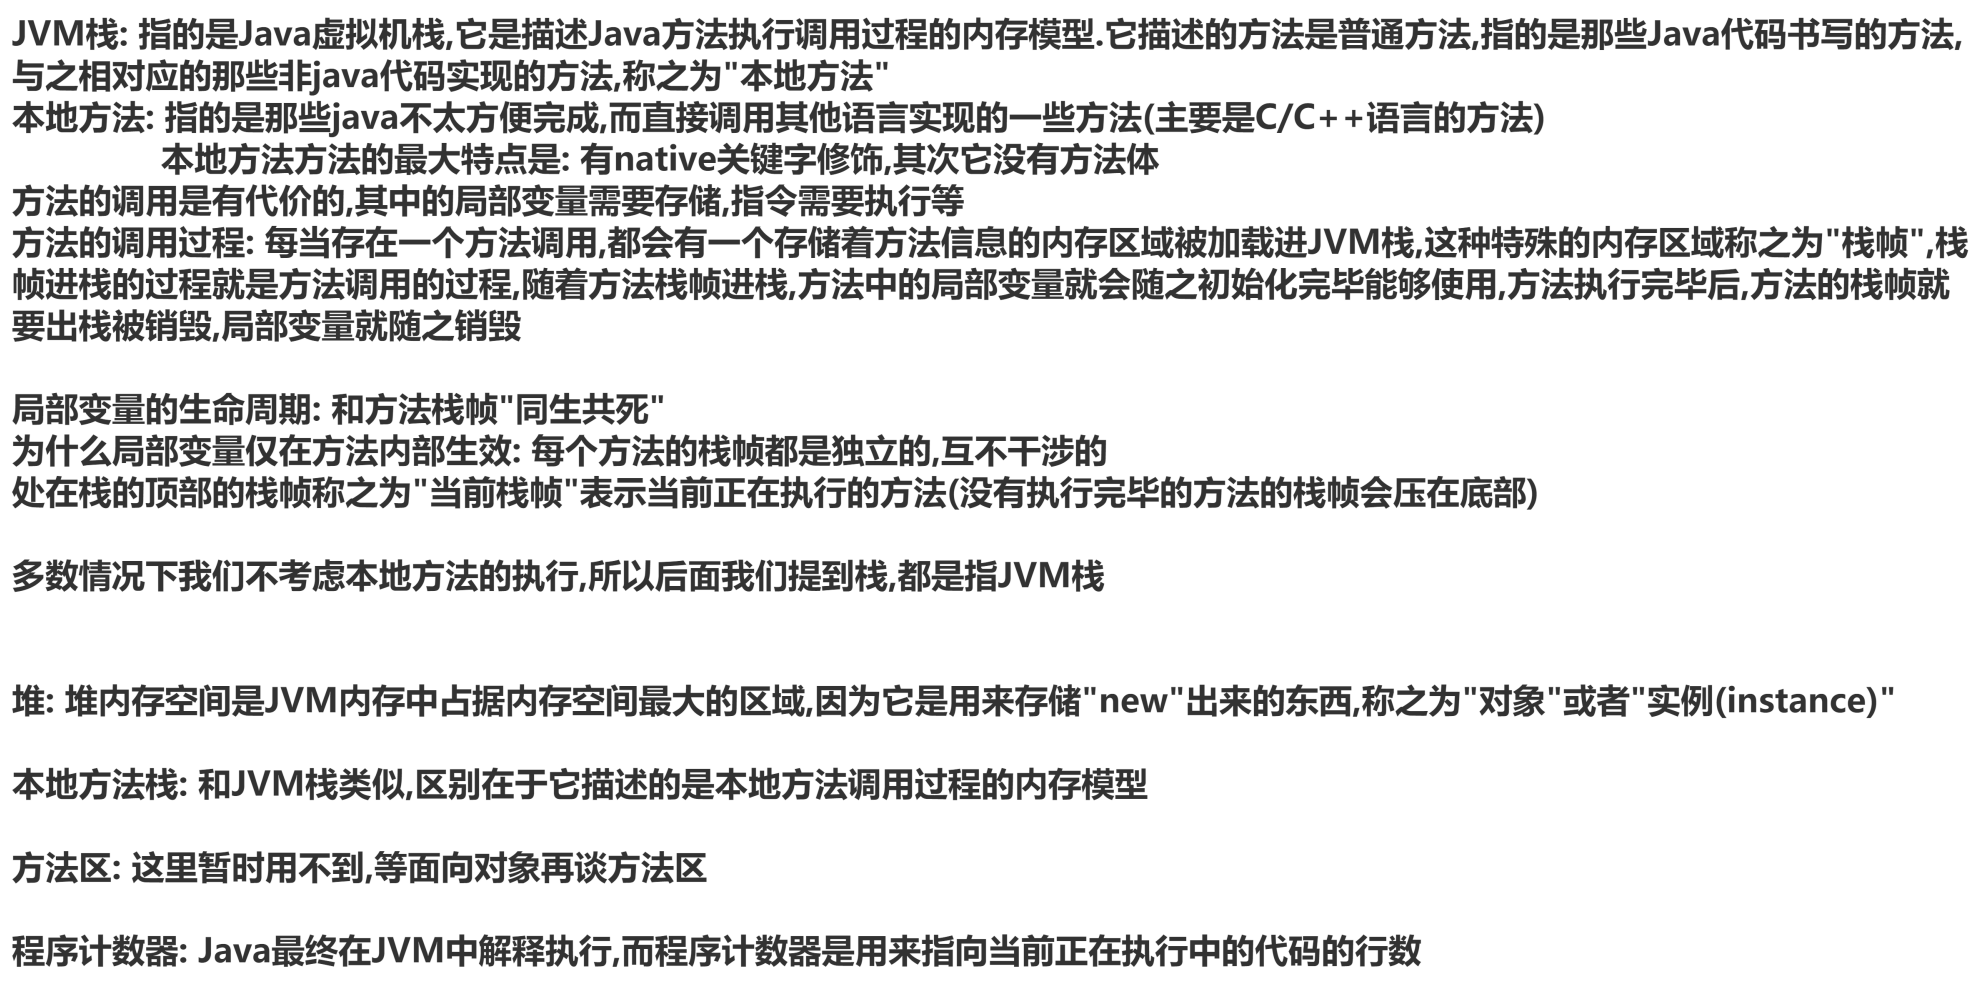 JVM栈: 指的是Java虚拟机栈,它是描述Java方法执行调用过程的内存模型.它描述的方法是普通方法,指的是那些Java代码书写的方法,
与之相对应的那些非java代码实现的方法,称之为"本地方法"
本地方法: 指的是那些java不太方便完成,而直接调用其他语言实现的一些方法(主要是C/C++语言的方法)
本地方法方法的最大特点是: 有native关键字修饰,其次它没有方法体
方法的调用是有代价的,其中的局部变量需要存储,指令需要执行等
方法的调用过程: 每当存在一个方法调用,都会有一个存储着方法信息的内存区域被加载进JVM栈,这种特殊的内存区域称之为"栈帧",栈
帧进栈的过程就是方法调用的过程,随着方法栈帧进栈,方法中的局部变量就会随之初始化完毕能够使用,方法执行完毕后,方法的栈帧就
要出栈被销毁,局部变量就随之销毁
局部变量的生命周期: 和方法栈帧"同生共死"
为什么局部变量仅在方法内部生效: 每个方法的栈帧都是独立的,互不干涉的
处在栈的顶部的栈帧称之为"当前栈帧"表示当前正在执行的方法(没有执行完毕的方法的栈帧会压在底部)
多数情况下我们不考虑本地方法的执行,所以后面我们提到栈,都是指JVM栈
堆: 堆内存空间是JVM内存中占据内存空间最大的区域,因为它是用来存储"new"出来的东西,称之为"对象"或者"实例(instance)"
本地方法栈: 和JVM栈类似,区别在于它描述的是本地方法调用过程的内存模型
方法区: 这里暂时用不到,等面向对象再谈方法区
程序计数器: Java最终在JVM中解释执行,而程序计数器是用来指向当前正在执行中的代码的行数